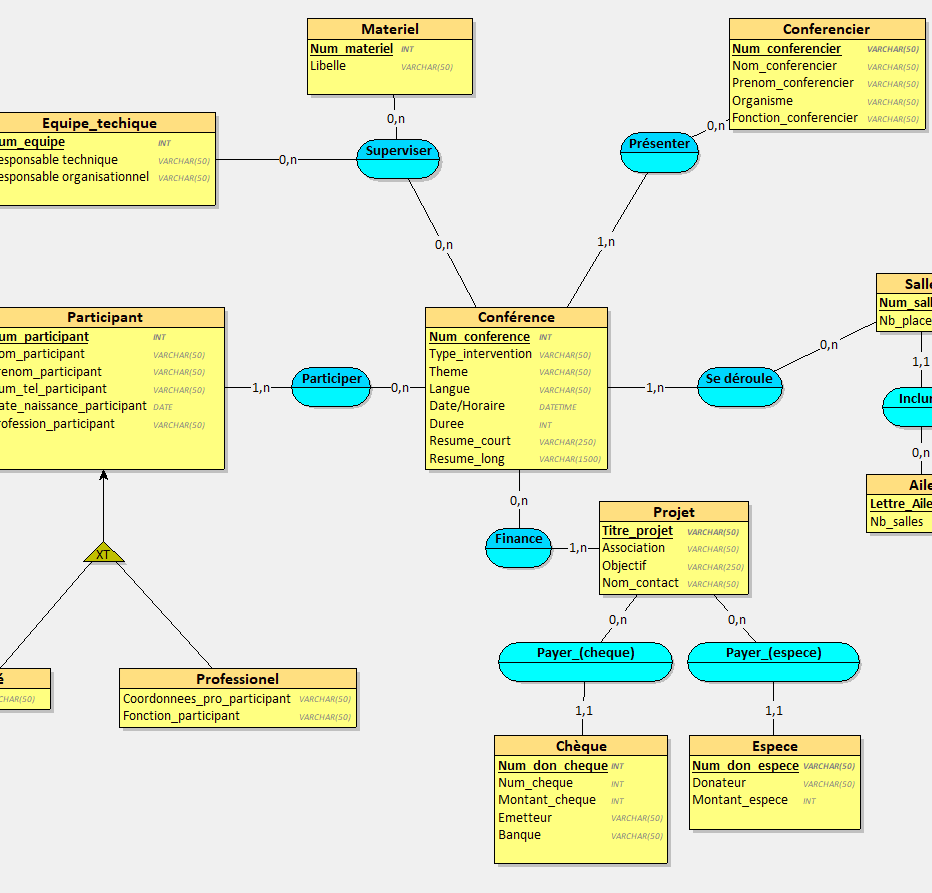 Materiel
Num_materiel INT
Libelle VARCHAR(50)
0,n
Conferencier
Num_conferencier VARCHAR(50)
Nom_conferencier VARCHAR(50)
Prenom_conferencier VARCHAR(50)
Organisme VARCHAR(50)
Fonction_conferencier VARCHAR(50)
0,n
Présenter
1,n
Equipe_techique
um_equipe INT
esponsable technique VARCHAR(50)
esponsable organisationnel VARCHAR(50)
0,n
Superviser
0,n
Participant
um_participant INT
om_participant VARCHAR(50)
renom_participant VARCHAR(50)
um_tel_participant VARCHAR(50)
ate_naissance_participant DATE
rofession_participant VARCHAR(50)
1,n
Participer
0,n
Conférence
Num_conference INT
Type_intervention VARCHAR(50)
Theme VARCHAR(50)
Langue VARCHAR(50)
Date/Horaire DATETIME
Duree INT
Resume_court VARCHAR(250)
Resume_long VARCHAR(1500)
1,n
Se déroule
0,n
Salle
Num_sall
Nb_place
1,1
Inclur
0,n
Aile
Lettre_Aile
Nb_salles
0,n
Finance
1,n
Projet
Titre_projet VARCHAR(50)
Association VARCHAR(50)
Objectif VARCHAR(250)
Nom_contact VARCHAR(50)
0,n
0,n
XT
é
CHAR(50)
Professionel
Coordonnees_pro_participant VARCHAR(50)
Fonction_participant VARCHAR(50)
Payer_(cheque)
Payer_(espece)
1,1
1,1
Chèque
Num_don_cheque INT
Num_cheque INT
Montant_cheque INT
Emetteur VARCHAR(50)
Banque VARCHAR(50)
Espece
Num_don_espece VARCHAR(50)
Donateur VARCHAR(50)
Montant_espece INT